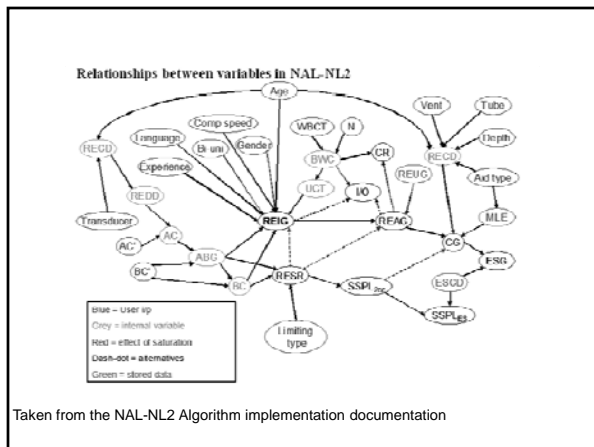 Relationships between variables in NAL-NL2
Age
Vent
Tube
Comp speed
WBCT
N
Language
Bi uni
Gender
Depth
RECD
BWC
CR
RECD
Experience
REUG
Aid type
REDD
UCT
I/O
Transducer
REIG
REAG
MLE
AC
AC'
CG
ABG
ESG
BC'
BC
RESR
SSPL
ESCD
SSPL
Limiting
type
Blue = User i/p
Grey = internal variable
Red = effect of saturation
Dash-dot = alternatives
Green = stored data
Taken from the NAL-NL2 Algorithm implementation documentation